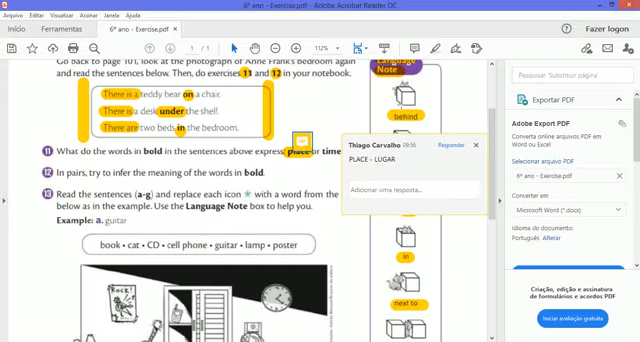 6º ano - Exercise.pdf - Adobe Acrobat Reader DC
Arquivo Editar Visualizar Assinar Janela Ajuda
Início Ferramentas 6º ano - Exercise.pdf × Fazer logon
1 / 1 112%
Go back to page 101, look at the photograph of Anne Frank's bedroom again
and read the sentences below. Then, do exercises 11 and 12 in your notebook.
There is a teddy bear on a chair.
There is a desk under the shelf.
There are two beds in the bedroom.
11 What do the words in bold in the sentences above express, place or time
12 In pairs, try to infer the meaning of the words in bold.
13 Read the sentences (a-g) and replace each icon ★ with a word from the
below as in the example. Use the Language Note box to help you.
Example: a. guitar
book • cat • CD • cell phone • guitar • lamp • poster
ROCK!
Language
Note
behind
in
next to
Thiago Carvalho 09:36 Responder ×
PLACE - LUGAR
Adicionar uma resposta...
Pesquisar 'Substituir página'
Exportar PDF
Adobe Export PDF
Converta arquivos PDF em Word ou Excel
Online
Selecionar arquivo PDF
6º ano - Exercise.pdf ×
Converter em
Microsoft Word (*.docx)
Idioma do documento:
Português Alterar
Criação, edição e assinatura
de formulários e acordos PDF
Iniciar avaliação gratuita